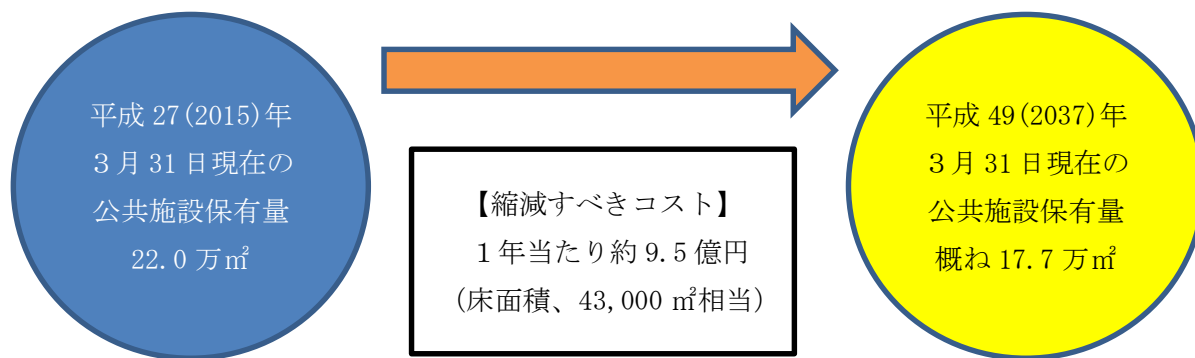 平成 27(2015)年
３月 31 日現在の
公共施設保有量
22.0 万㎡
【縮減すべきコスト】
１年当たり約 9.5 億円
(床面積、43,000 ㎡相当)
平成 49(2037)年
３月 31 日現在の
公共施設保有量
概ね 17.7 万㎡